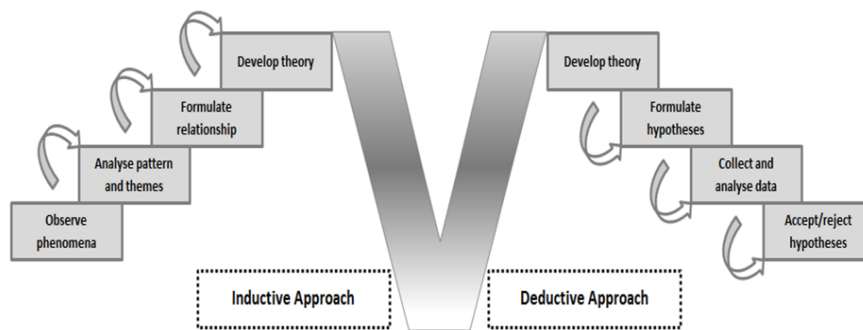 Develop theory
Formulate
relationship
Analyse pattern
and themes
Observe
phenomena
Inductive Approach
Develop theory
Formulate
hypotheses
Collect and
analyse data
Accept/reject
hypotheses
Deductive Approach